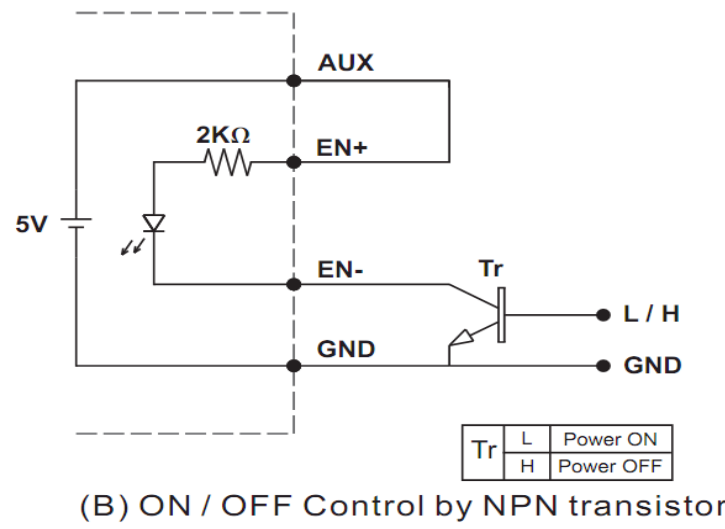 AUX
2KΩ
EN+
5V
EN-
Tr
L / H
GND
GND
Tr L Power ON
H Power OFF
(B) ON / OFF Control by NPN transistor